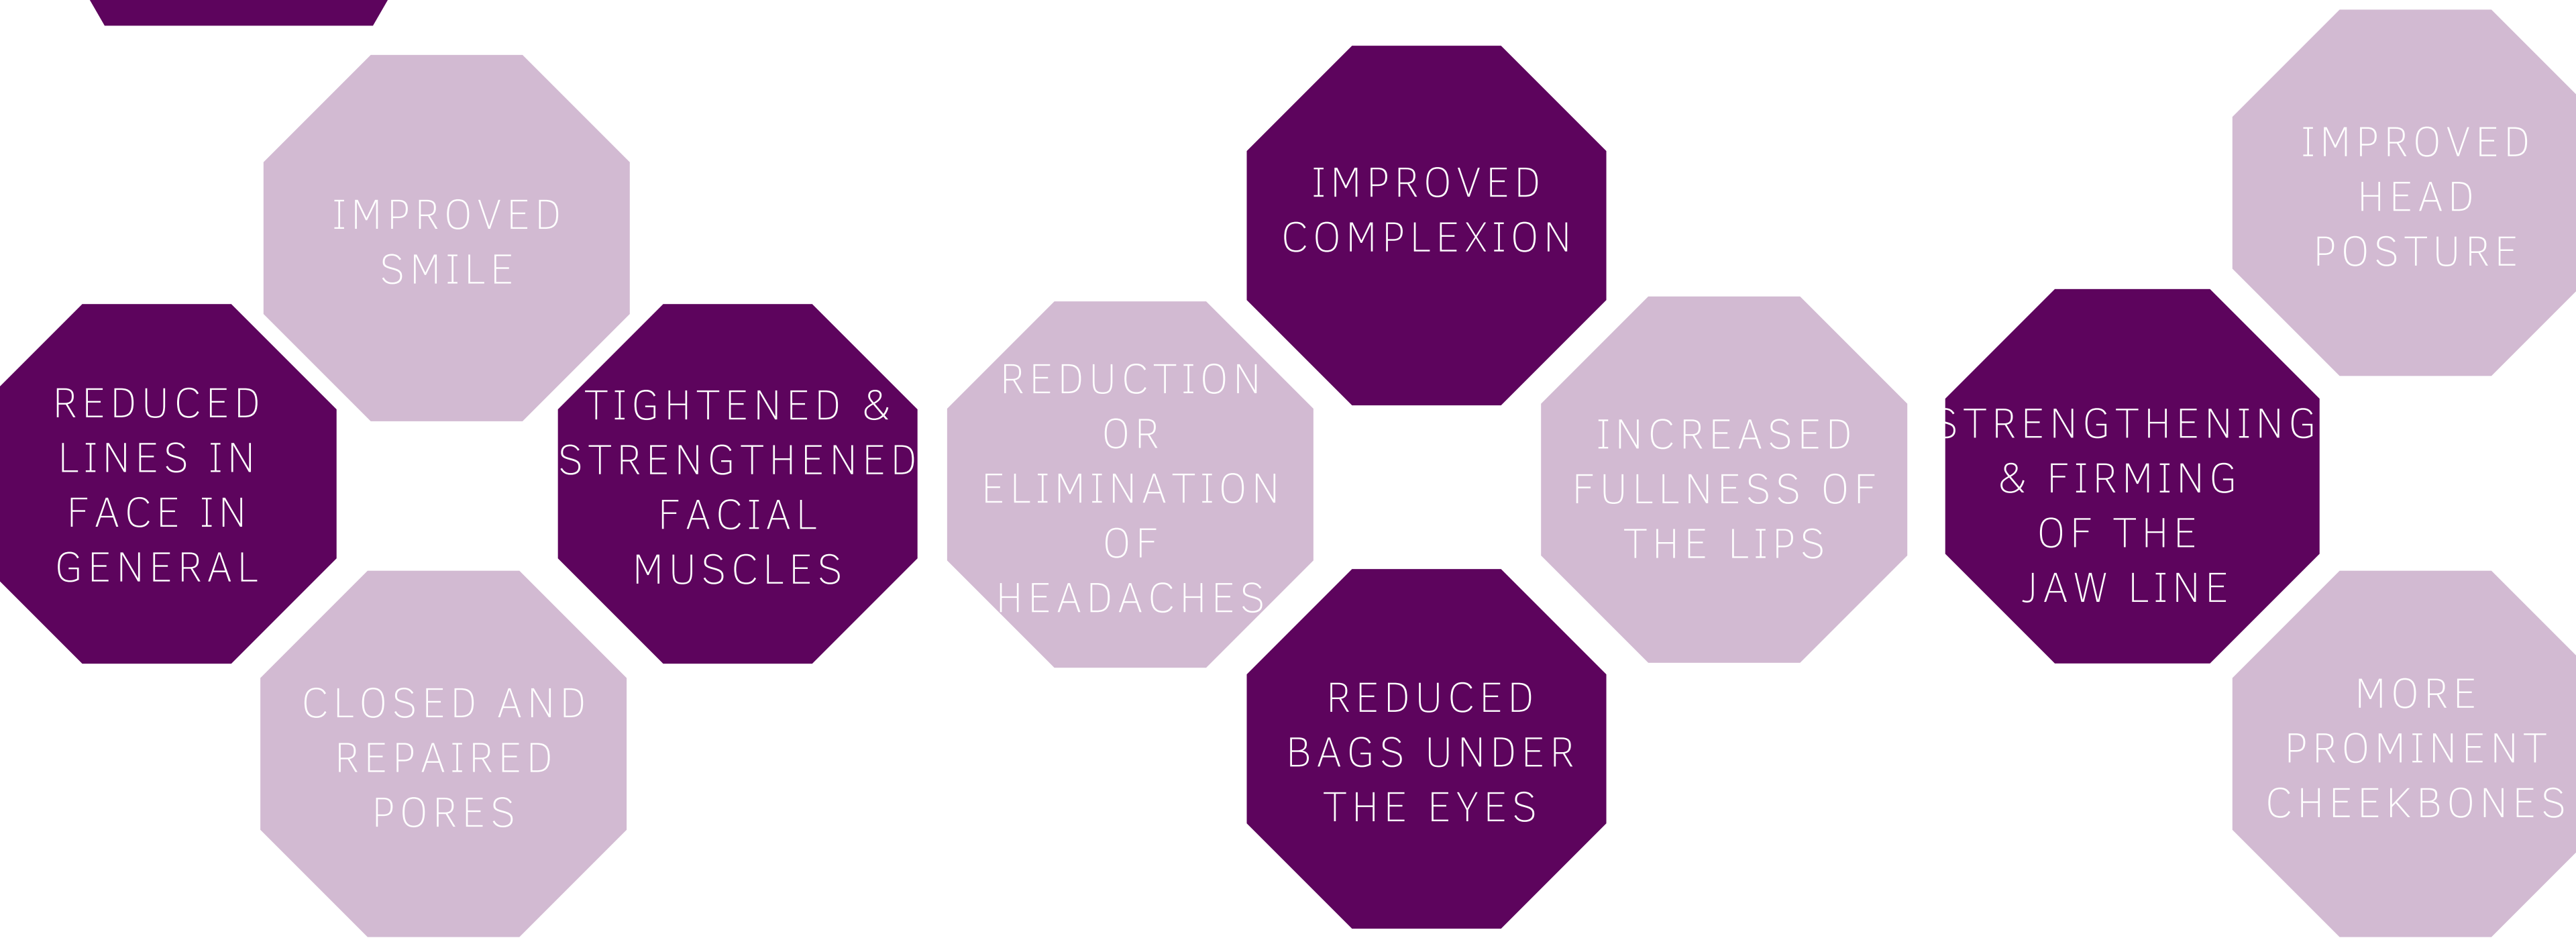 IMPROVED
SMILE
REDUCED
LINES IN
FACE IN
GENERAL
TIGHTENED &
STRENGTHENED
FACIAL
MUSCLES
CLOSED AND
REPAIRED
PORES
IMPROVED
COMPLEXION
REDUCTION
OR
ELIMINATION
OF
HEADACHES
INCREASED
FULLNESS OF
THE LIPS
REDUCED
BAGS UNDER
THE EYES
IMPROVED
HEAD
POSTURE
STRENGTHENING
& FIRMING
OF THE
JAW LINE
MORE
PROMINENT
CHEEKBONES